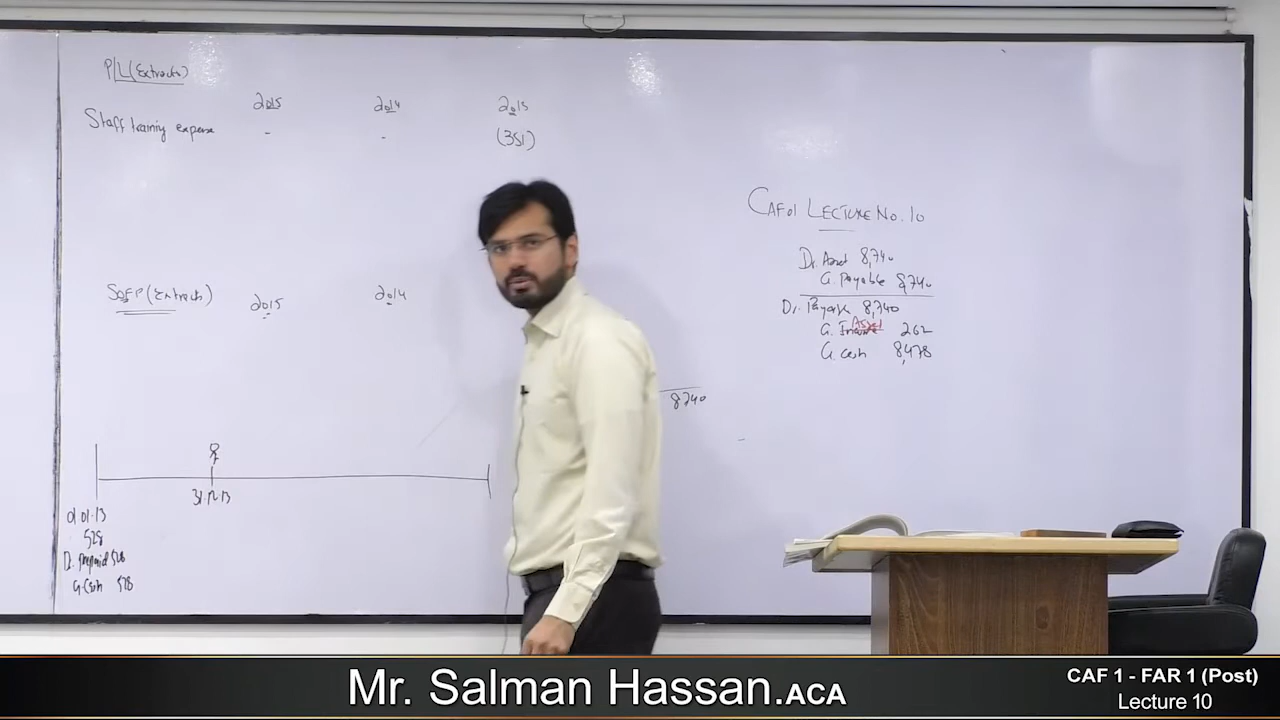 P/L (Extracts)
2015 2014 2013
Staff training expense - - (351)
SOFP (Extracts) 2015 2014
31.12.13
01.01.13
528
Dr. Prepaid 528
Cr. Cash 528
8740
CAF01 LECTURE NO. 10
Dr. Asset 8,740
Cr. Payable 8,740
Dr. Payable 8,740
Cr. Asset 262
Cr. Cash 8,478
Mr. Salman Hassan.ACA
CAF 1 - FAR 1 (Post)
Lecture 10